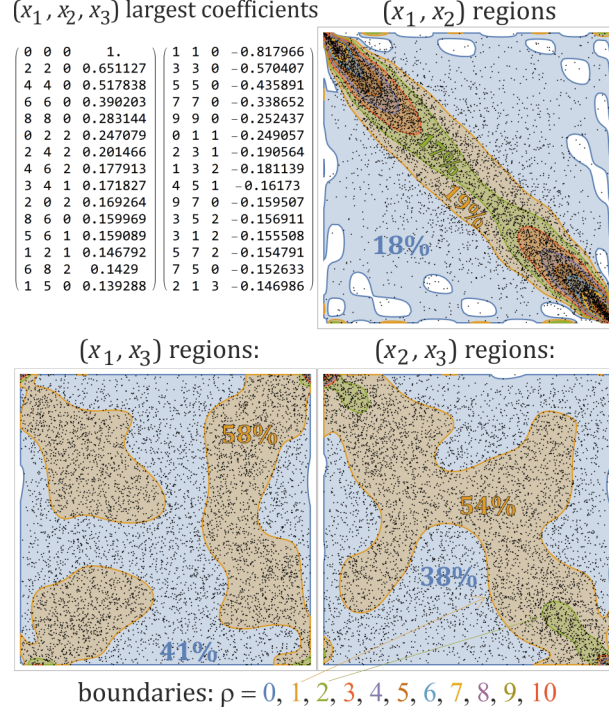 (x₁, x₂, x₃) largest coefficients
0 0 0 1.
2 2 0 0.651127
4 4 0 0.517838
6 6 0 0.390203
8 8 0 0.283144
0 2 2 0.247079
2 4 2 0.201466
4 6 2 0.177913
3 4 1 0.171827
2 0 2 0.169264
8 6 0 0.159969
5 6 1 0.159089
1 2 1 0.146792
6 8 2 0.1429
1 5 0 0.139288
1 1 0 −0.817966
3 3 0 −0.570407
5 5 0 −0.435891
7 7 0 −0.338652
9 9 0 −0.252437
0 1 1 −0.249057
2 3 1 −0.190564
1 3 2 −0.181139
4 5 1 −0.16173
9 7 0 −0.159507
3 5 2 −0.156911
3 1 2 −0.155508
5 7 2 −0.154791
7 5 0 −0.152633
2 1 3 −0.146986
(x₁, x₂) regions
17%
19%
18%
(x₁, x₃) regions:
58%
41%
(x₂, x₃) regions:
54%
38%
boundaries: ρ = 0, 1, 2, 3, 4, 5, 6, 7, 8, 9, 10